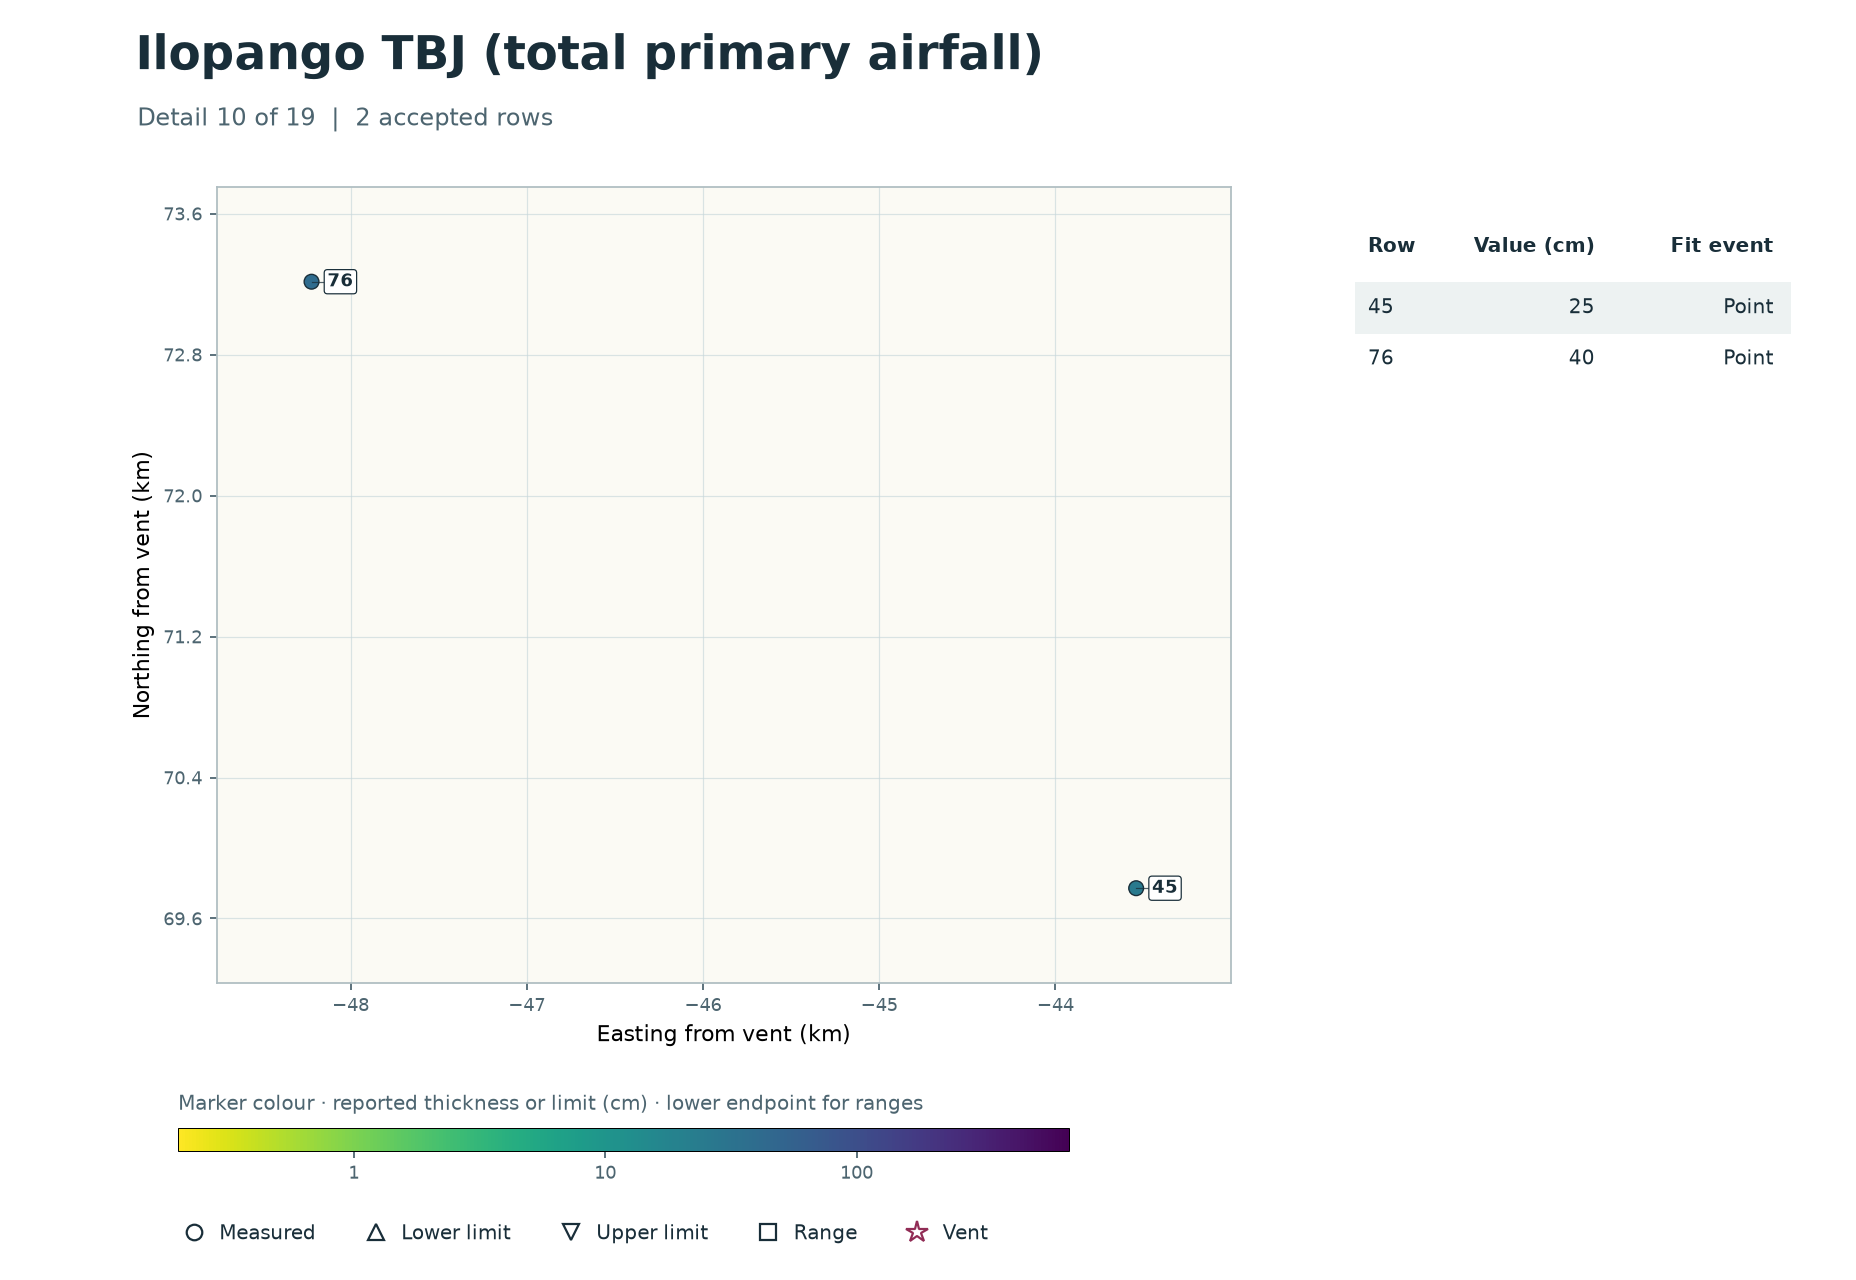 Ilopango TBJ (total primary airfall)
Detail 10 of 19 | 2 accepted rows
73.6
72.8
72.0
71.2
70.4
69.6
Northing from vent (km)
76
45
−48
−47
−46
−45
−44
Easting from vent (km)
Row Value (cm) Fit event
45 25 Point
76 40 Point
Marker colour · reported thickness or limit (cm) · lower endpoint for ranges
1 10 100
Measured Lower limit Upper limit Range Vent